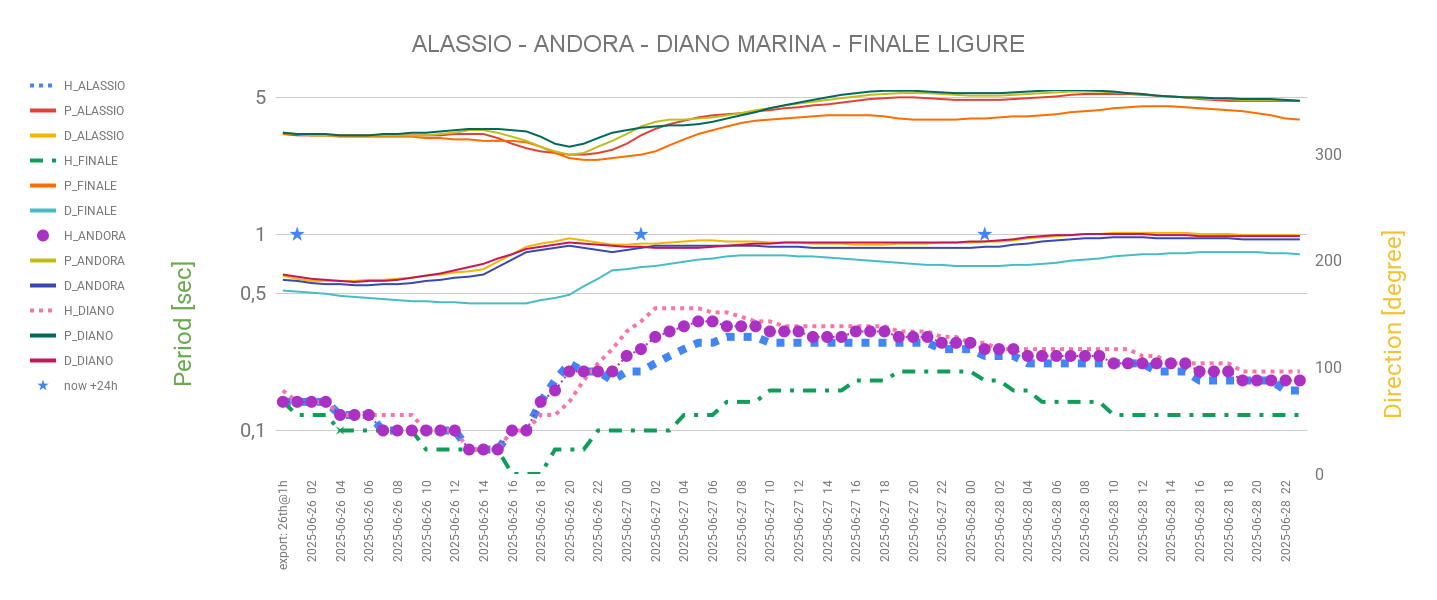 ALASSIO - ANDORA - DIANO MARINA - FINALE LIGURE
H_ALASSIO
P_ALASSIO
D_ALASSIO
H_FINALE
P_FINALE
D_FINALE
H_ANDORA
P_ANDORA
D_ANDORA
H_DIANO
P_DIANO
D_DIANO
now +24h
Period [sec]
5
1
0,5
0,1
300
200
100
0
Direction [degree]
export: 26th@1h
2025-06-26 02
2025-06-26 04
2025-06-26 06
2025-06-26 08
2025-06-26 10
2025-06-26 12
2025-06-26 14
2025-06-26 16
2025-06-26 18
2025-06-26 20
2025-06-26 22
2025-06-27 00
2025-06-27 02
2025-06-27 04
2025-06-27 06
2025-06-27 08
2025-06-27 10
2025-06-27 12
2025-06-27 14
2025-06-27 16
2025-06-27 18
2025-06-27 20
2025-06-27 22
2025-06-28 00
2025-06-28 02
2025-06-28 04
2025-06-28 06
2025-06-28 08
2025-06-28 10
2025-06-28 12
2025-06-28 14
2025-06-28 16
2025-06-28 18
2025-06-28 20
2025-06-28 22